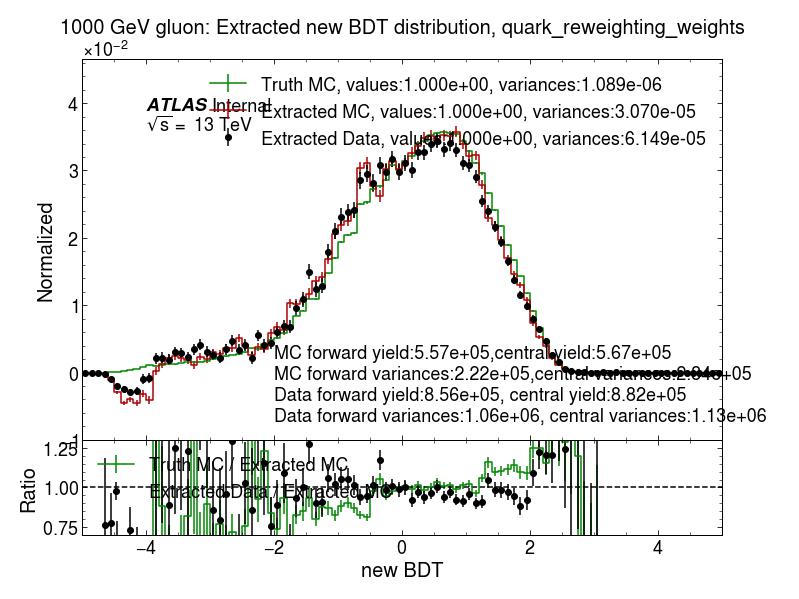 1000 GeV gluon: Extracted new BDT distribution, quark_reweighting_weights
×10−2
Truth MC, values:1.000e+00, variances:1.089e-06
ATLAS Internal
Extracted MC, values:1.000e+00, variances:3.070e-05
√s = 13 TeV
Extracted Data, values:1.000e+00, variances:6.149e-05
4
3
2
1
0
−1
Normalized
MC forward yield:5.57e+05,central yield:5.67e+05
MC forward variances:2.22e+05,central variances:
Data forward yield:8.56e+05, central yield:8.82e+05
Data forward variances:1.06e+06, central variances:1.13e+06
1.25
1.00
0.75
Ratio
Truth MC / Extracted MC
Extracted Data / Extracted MC
−4
−2
0
2
4
new BDT